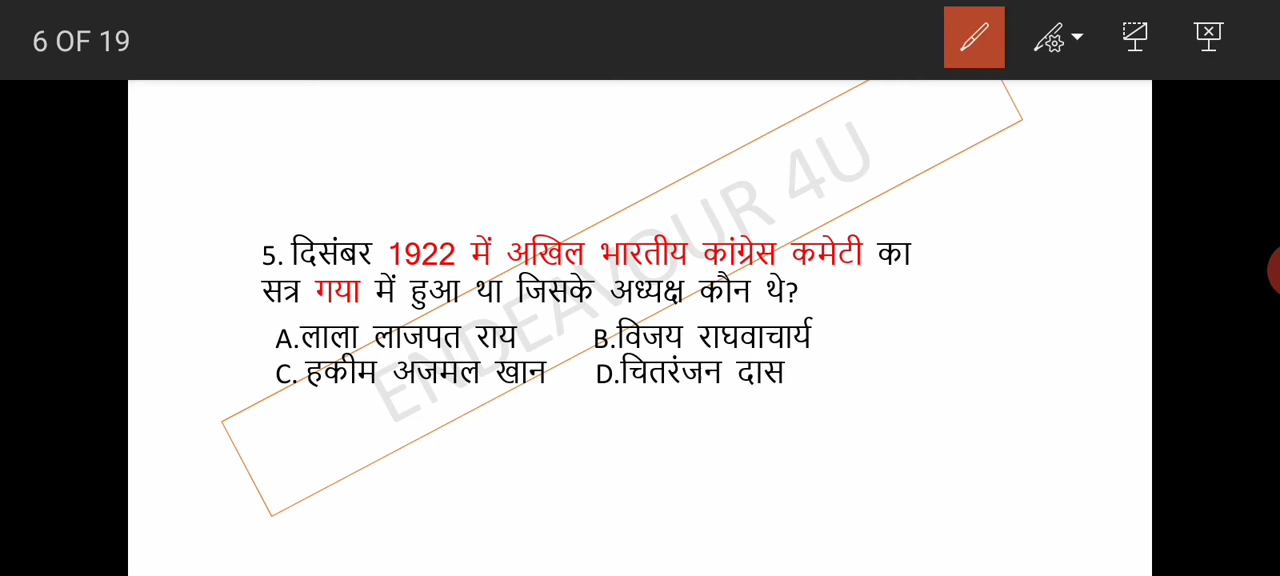 6 OF 19
ENDEAVOUR 4U
5. दिसंबर 1922 में अखिल भारतीय कांग्रेस कमेटी का
सत्र गया में हुआ था जिसके अध्यक्ष कौन थे?
A.लाला लाजपत राय B.विजय राघवाचार्य
C. हकीम अजमल खान D.चितरंजन दास